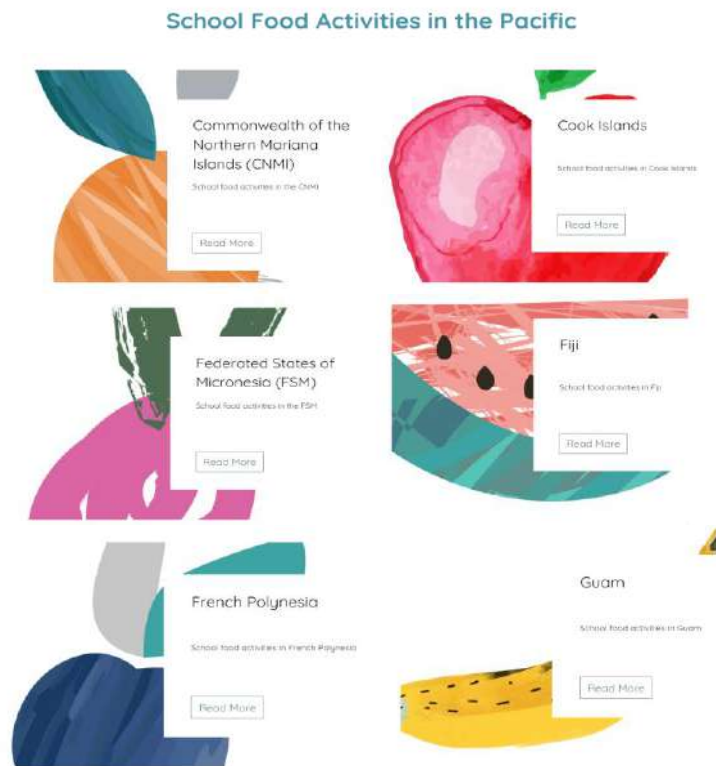 School Food Activities in the Pacific
Commonwealth of the
Northern Mariana
Islands (CNMI)
School food activities in the CNMI
Read More
Cook Islands
School food activities in Cook Islands
Read More
Federated States of
Micronesia (FSM)
School food activities in the FSM
Read More
Fiji
School food activities in Fiji
Read More
French Polynesia
School food activities in French Polynesia
Read More
Guam
School food activities in Guam
Read More